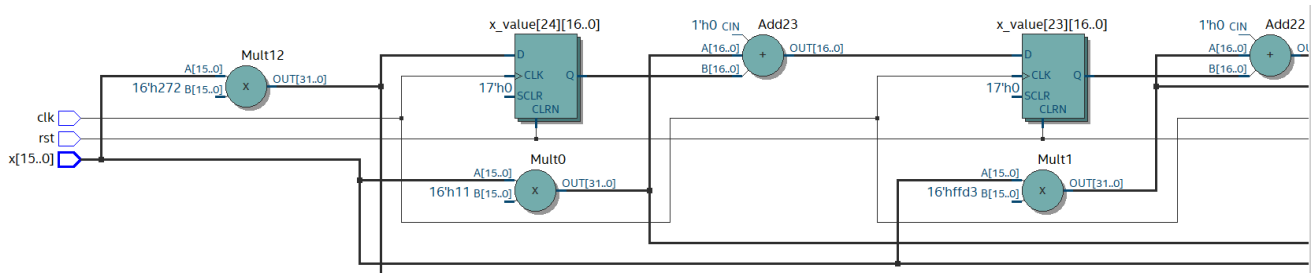 x_value[24][16..0]
Add23
x_value[23][16..0]
Add22
1'h0 CIN
1'h0 CIN
Mult12
D
A[16..0]
OUT[16..0]
D
A[16..0]
+
+
A[15..0]
CLK
Q
B[16..0]
CLK
Q
B[16..0]
OUT[31..0]
16'h272 B[15..0]
x
17'h0
SCLR
17'h0
SCLR
CLRN
CLRN
clk
rst
x[15..0]
Mult0
Mult1
A[15..0]
OUT[31..0]
A[15..0]
OUT[31..0]
16'h11 B[15..0]
x
16'hffd3 B[15..0]
x